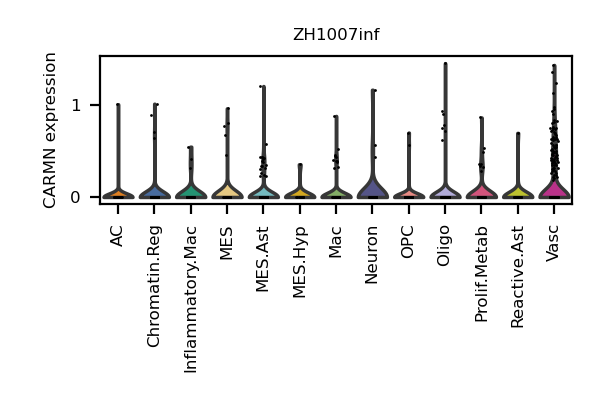 ZH1007inf
CARMN expression
1
0
AC
Chromatin.Reg
Inflammatory.Mac
MES
MES.Ast
MES.Hyp
Mac
Neuron
OPC
Oligo
Prolif.Metab
Reactive.Ast
Vasc